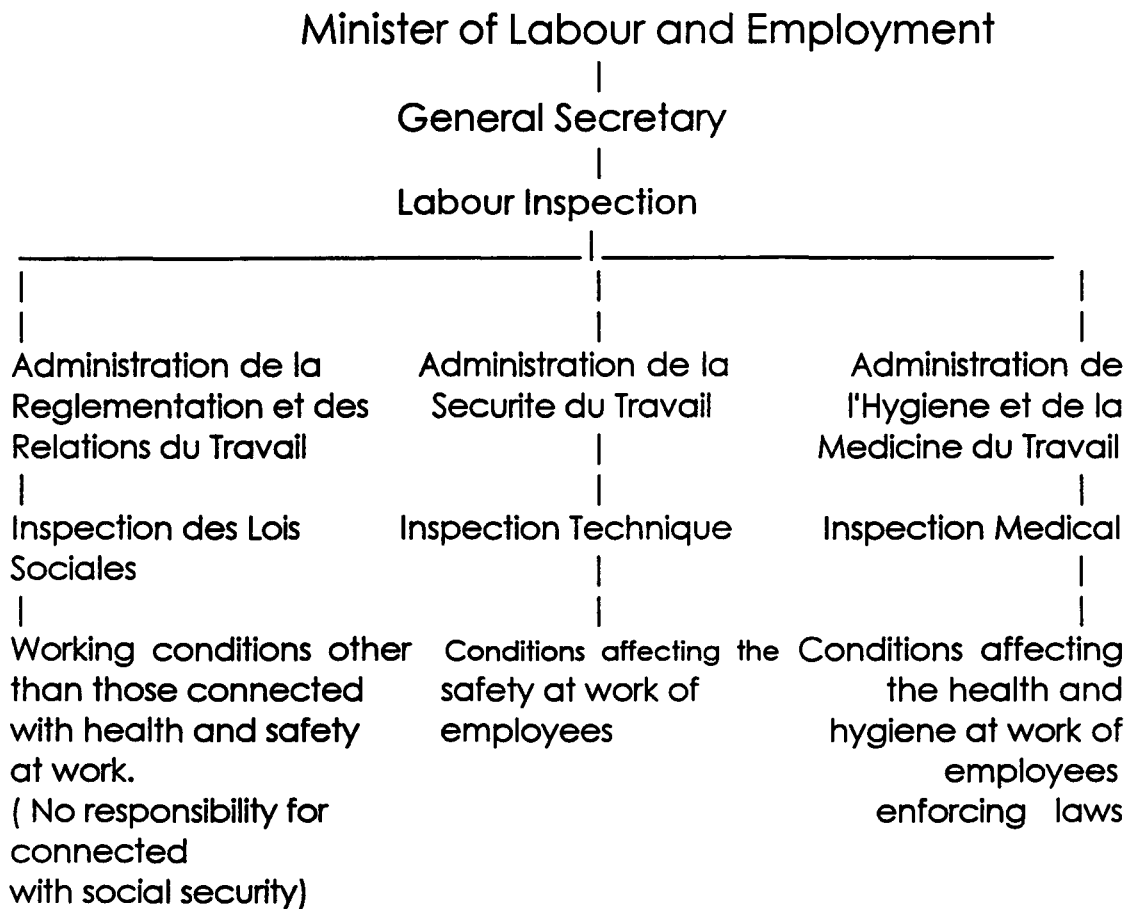 Minister of Labour and Employment
General Secretary
Labour Inspection
Administration de la
Reglementation et des
Relations du Travail
Inspection des Lois
Sociales
Working conditions other
than those connected
with health and safety
at work.
( No responsibility for
connected
with social security)
Administration de la
Securite du Travail
Inspection Technique
Conditions affecting the
safety at work of
employees
Administration de
l'Hygiene et de la
Medicine du Travail
Inspection Medical
Conditions affecting
the health and
hygiene at work of
employees
enforcing laws